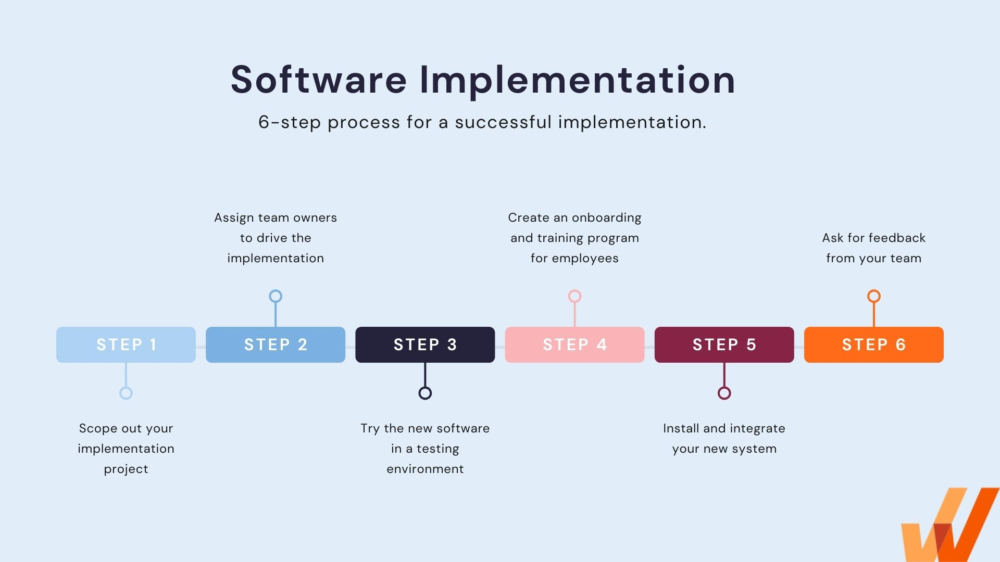 Software Implementation
6-step process for a successful implementation.
Assign team owners
to drive the
implementation
Create an onboarding
and training program
for employees
Ask for feedback
from your team
STEP 1
STEP 2
STEP 3
STEP 4
STEP 5
STEP 6
Scope out your
implementation
project
Try the new software
in a testing
environment
Install and integrate
your new system